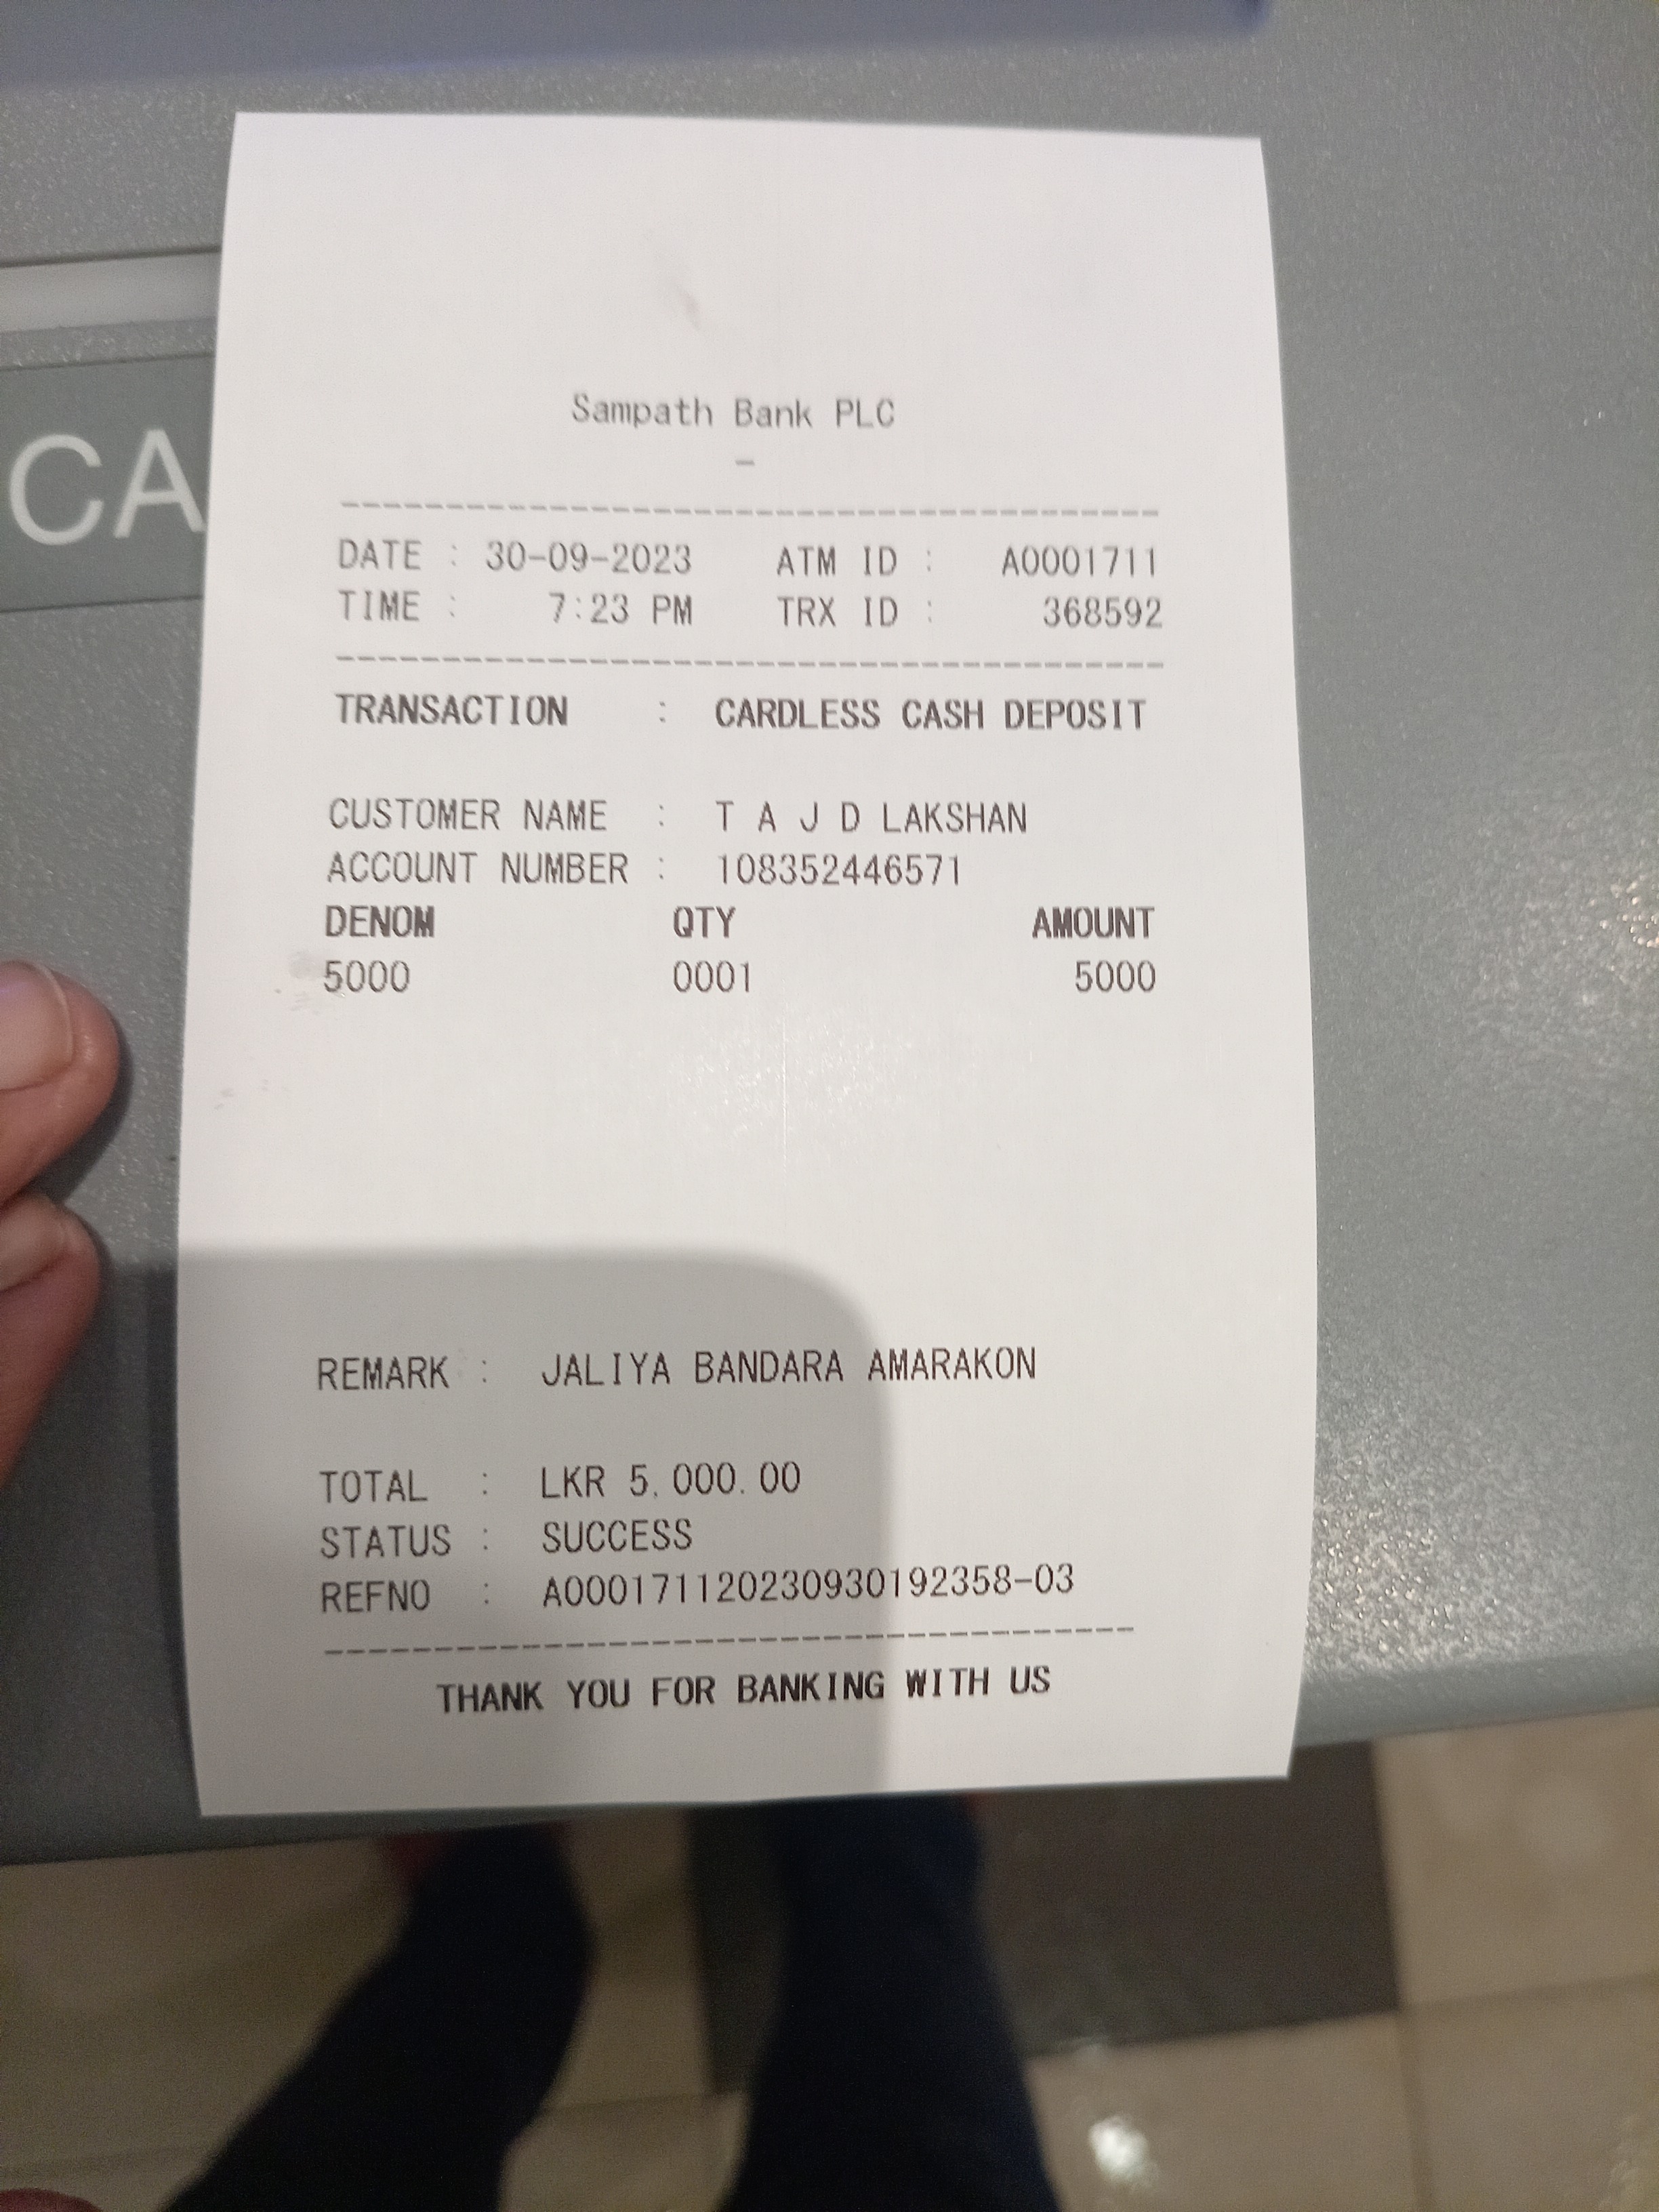 CA
Sampath Bank PLC
-
DATE : 30-09-2023 ATM ID : A0001711
TIME : 7:23 PM TRX ID : 368592
TRANSACTION : CARDLESS CASH DEPOSIT
CUSTOMER NAME : T A J D LAKSHAN
ACCOUNT NUMBER : 108352446571
DENOM QTY AMOUNT
5000 0001 5000
REMARK : JALIYA BANDARA AMARAKON
TOTAL : LKR 5,000.00
STATUS : SUCCESS
REFNO : A000171120230930192358-03
THANK YOU FOR BANKING WITH US